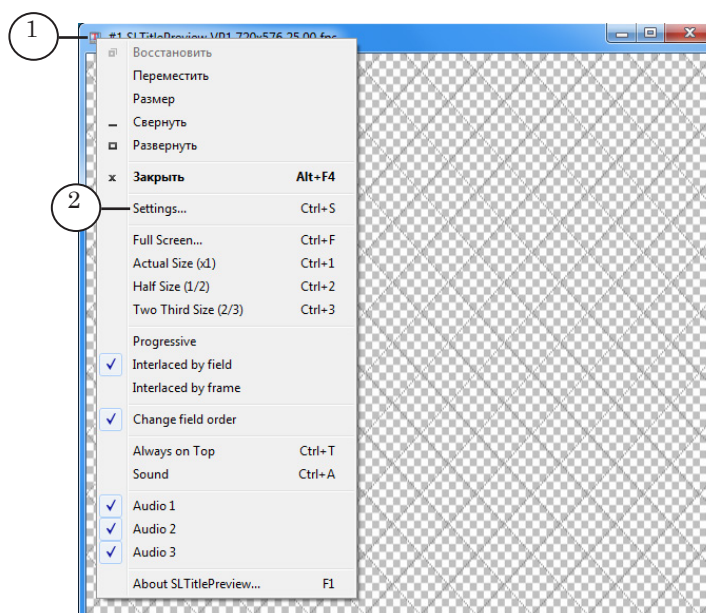 1
#1 SLTitlePreview VP1 720x576 25.00 fps
Восстановить
Переместить
Размер
Свернуть
Развернуть
Закрыть Alt+F4
2
Settings... Ctrl+S
Full Screen... Ctrl+F
Actual Size (x1) Ctrl+1
Half Size (1/2) Ctrl+2
Two Third Size (2/3) Ctrl+3
Progressive
Interlaced by field
Interlaced by frame
Change field order
Always on Top Ctrl+T
Sound Ctrl+A
Audio 1
Audio 2
Audio 3
About SLTitlePreview... F1